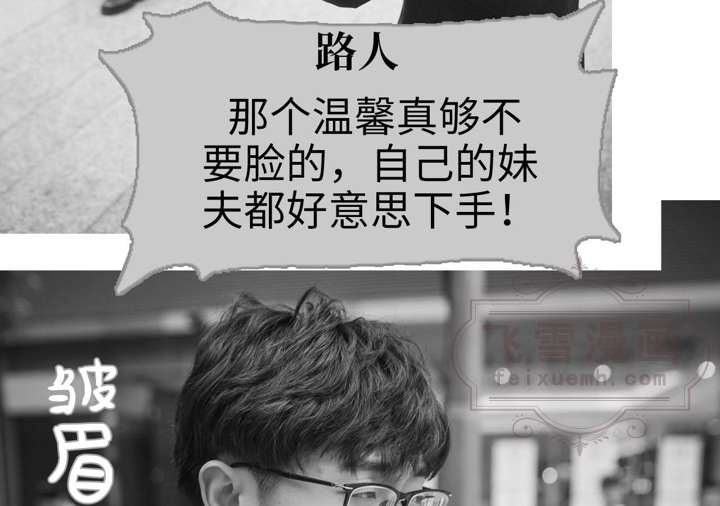 路人
那个温馨真够不
要脸的，自己的妹
夫都好意思下手！
飞雪漫画
feixuemh.com
皱
眉